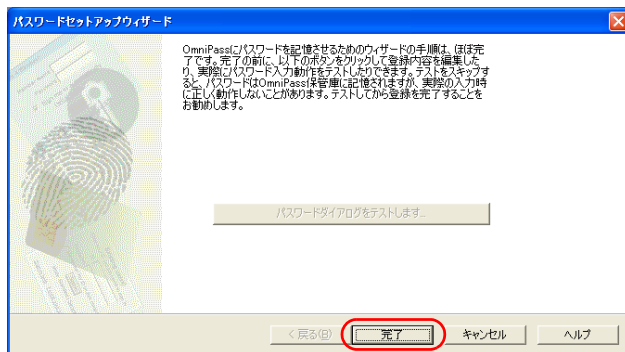 パスワードセットアップウィザード
OmniPassにパスワードを記憶させるためのウィザードの手順は、ほぼ完
了です。完了の前に、以下のボタンをクリックして登録内容を編集した
り、実際にパスワード入力動作をテストしたりできます。テストをスキップす
ると、パスワードはOmniPass保管庫に記憶されますが、実際の入力時
に正しく動作しないことがあります。テストしてから登録を完了することを
お勧めします。
パスワードダイアログをテストします...
< 戻る(B)
完了
キャンセル
ヘルプ